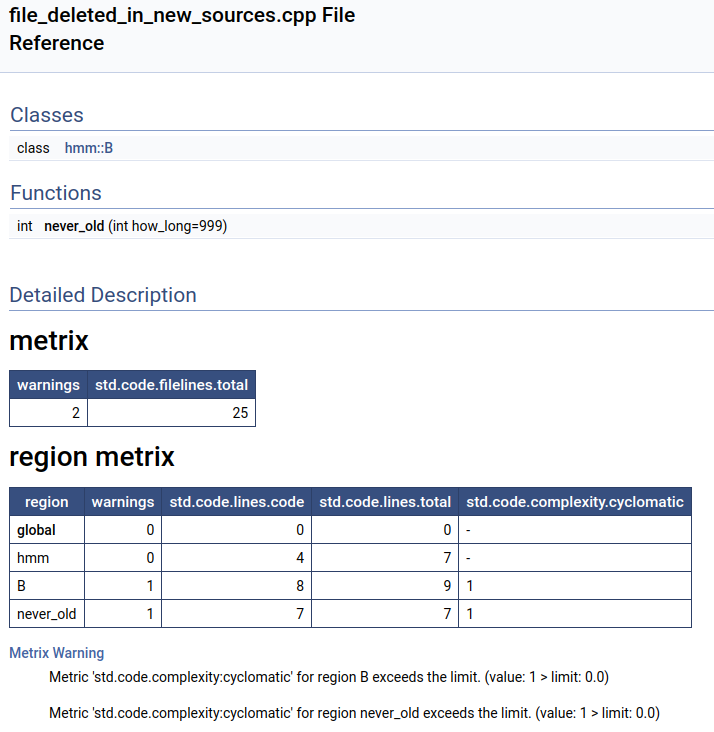 file_deleted_in_new_sources.cpp File
Reference
Classes
class hmm::B
Functions
int never_old (int how_long=999)
Detailed Description
metrix
warnings std.code.filelines.total
2 25
region metrix
region warnings std.code.lines.code std.code.lines.total std.code.complexity.cyclomatic
global 0 0 0 -
hmm 0 4 7 -
B 1 8 9 1
never_old 1 7 7 1
Metrix Warning
Metric 'std.code.complexity:cyclomatic' for region B exceeds the limit. (value: 1 > limit: 0.0)
Metric 'std.code.complexity:cyclomatic' for region never_old exceeds the limit. (value: 1 > limit: 0.0)